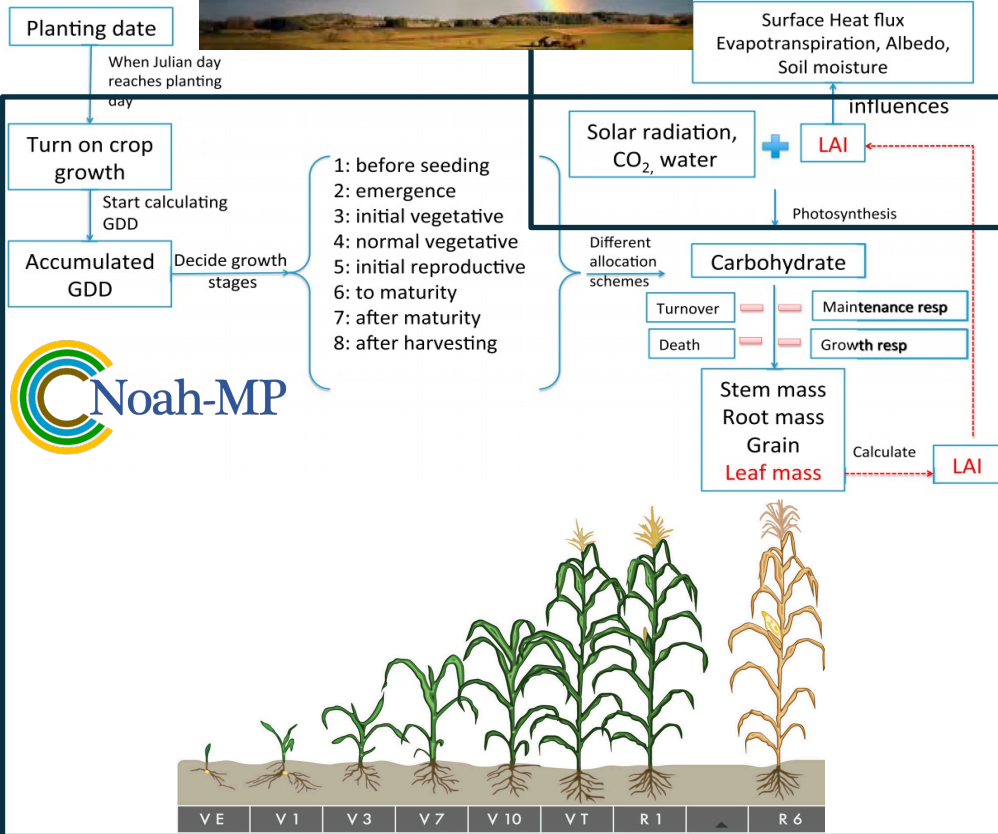 Planting date
When Julian day
reaches planting
day
Turn on crop
growth
Start calculating
GDD
Accumulated
GDD
Decide growth
stages
1: before seeding
2: emergence
3: initial vegetative
4: normal vegetative
5: initial reproductive
6: to maturity
7: after maturity
8: after harvesting
Different
allocation
schemes
Surface Heat flux
Evapotranspiration, Albedo,
Soil moisture
influences
Solar radiation,
CO2, water
LAI
Photosynthesis
Carbohydrate
Turnover
Maintenance resp
Death
Growth resp
Stem mass
Root mass
Grain
Leaf mass
Calculate
LAI
Noah-MP
VE V1 V3 V7 V10 VT R1 R6